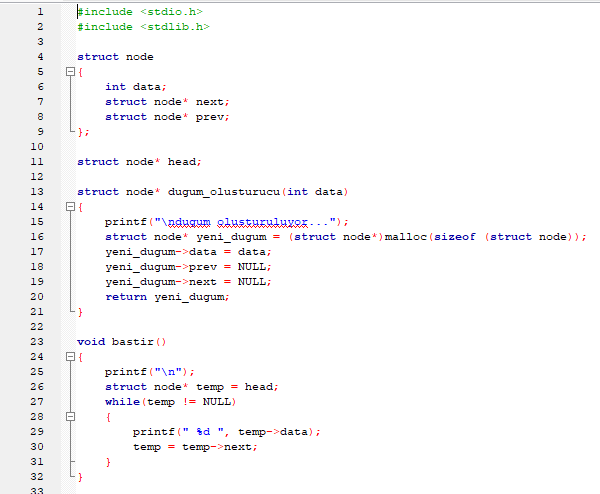 1 #include <stdio.h>
2 #include <stdlib.h>
3
4 struct node
5 {
6 int data;
7 struct node* next;
8 struct node* prev;
9 };
10
11 struct node* head;
12
13 struct node* dugum_olusturucu(int data)
14 {
15 printf("\ndugum olusturuluyor...");
16 struct node* yeni_dugum = (struct node*)malloc(sizeof (struct node));
17 yeni_dugum->data = data;
18 yeni_dugum->prev = NULL;
19 yeni_dugum->next = NULL;
20 return yeni_dugum;
21 }
22
23 void bastir()
24 {
25 printf("\n");
26 struct node* temp = head;
27 while(temp != NULL)
28 {
29 printf(" %d ", temp->data);
30 temp = temp->next;
31 }
32 }
33